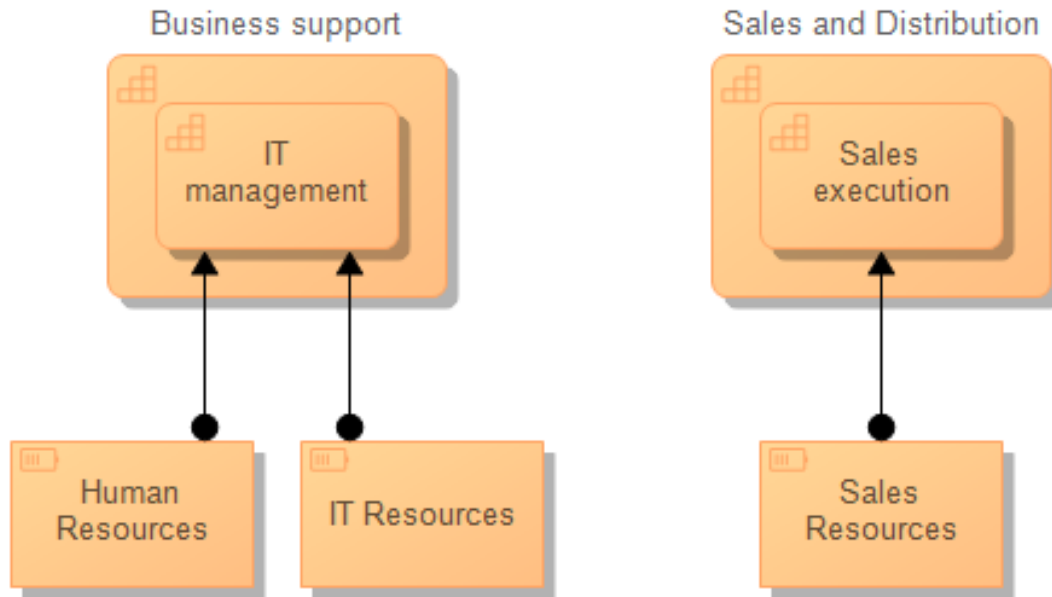 Business support
Sales and Distribution
IT
management
Sales
execution
Human
Resources
IT Resources
Sales
Resources